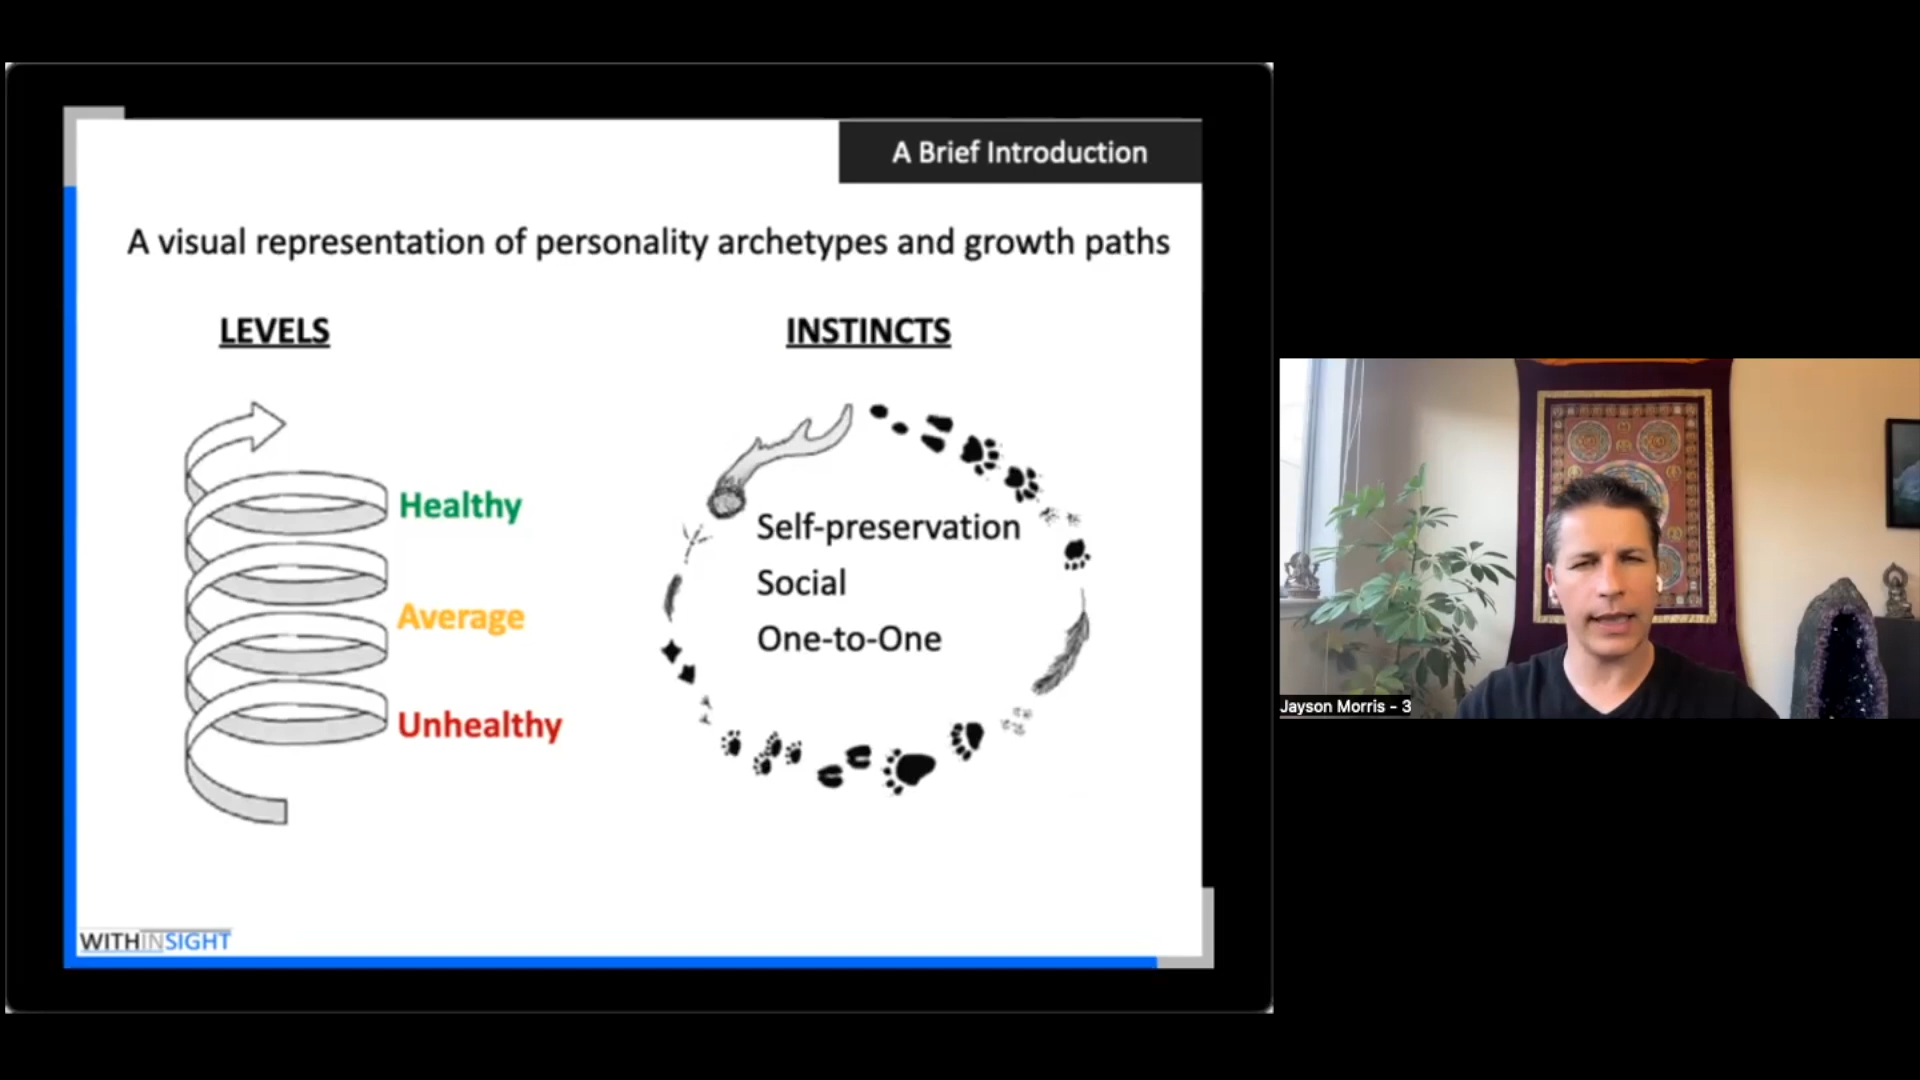 A Brief Introduction
A visual representation of personality archetypes and growth paths
LEVELS
Healthy
Average
Unhealthy
INSTINCTS
Self-preservation
Social
One-to-One
WITHINSIGHT
Jayson Morris - 3